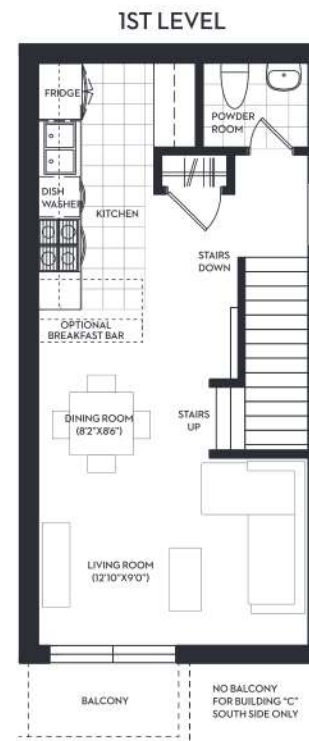 1ST LEVEL
FRIDGE
POWDER
ROOM
DISH
WASHER
KITCHEN
STAIRS
DOWN
OPTIONAL
BREAKFAST BAR
DINING ROOM
(8'2"X8'6")
STAIRS
UP
LIVING ROOM
(12'10"X9'0")
BALCONY
NO BALCONY
FOR BUILDING "C"
SOUTH SIDE ONLY